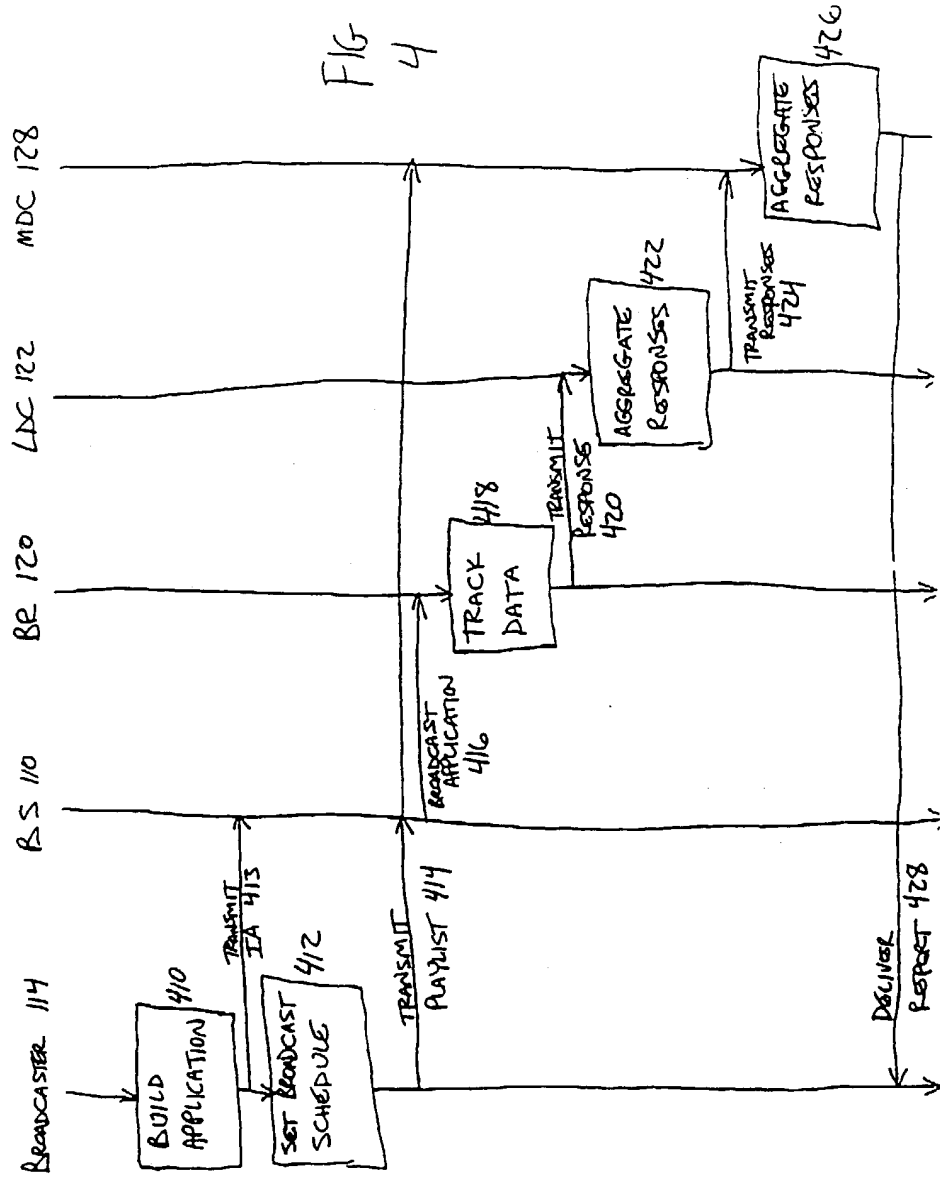 BROADCASTER 114
BS 110
BR 120
LDC 122
MDC 128
FIG
4
BUILD
APPLICATION
410
TRANSMIT
IA 413
SET BROADCAST
SCHEDULE
412
TRANSMIT
PLAYLIST 414
BROADCAST
APPLICATION
416
TRACK
DATA
418
TRANSMIT
RESPONSE
420
AGGREGATE
RESPONSES
422
TRANSMIT
RESPONSES
424
AGGREGATE
RESPONSES
426
DELIVER
REPORT 428